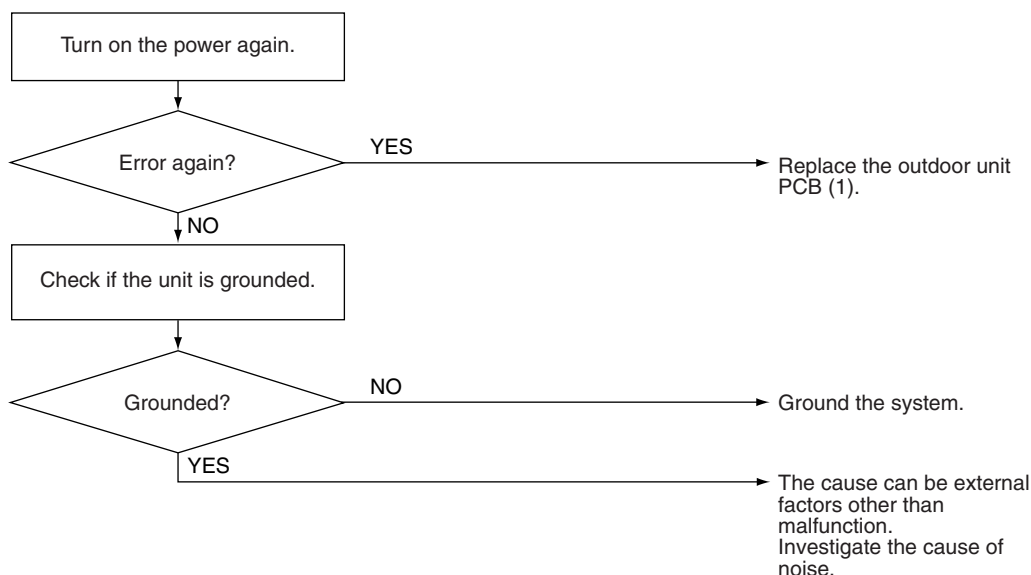 Turn on the power again.
Error again?
YES
Replace the outdoor unit
PCB (1).
NO
Check if the unit is grounded.
Grounded?
NO
Ground the system.
YES
The cause can be external
factors other than
malfunction.
Investigate the cause of
noise.